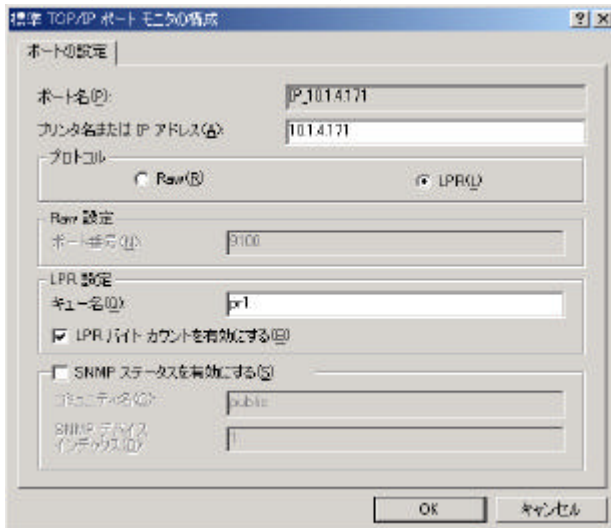 標準 TCP/IP ポート モニタの構成
ポートの設定
ポート名(P):
IP_10.1.4.171
プリンタ名または IP アドレス(A):
10.1.4.171
プロトコル
Raw(R)
LPR(L)
Raw 設定
ポート番号(N):
9100
LPR 設定
キュー名(Q):
pr1
LPR バイト カウントを有効にする(B)
SNMP ステータスを有効にする(S)
コミュニティ名(C):
public
SNMP デバイス
インデックス(D):
1
OK
キャンセル